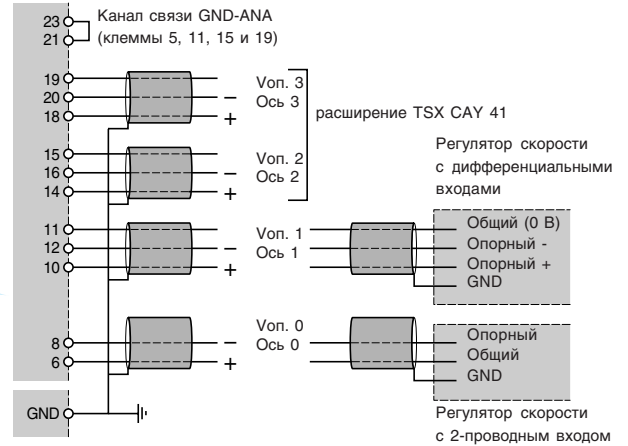 23
Канал связи GND-ANA
21
(клеммы 5, 11, 15 и 19)
19
Vоп. 3
20
–
Ось 3
18
+
расширение TSX CAY 41
15
Vоп. 2
16
–
Ось 2
14
+
Регулятор скорости
с дифференциальными
входами
11
Vоп. 1
Общий (0 В)
12
–
Ось 1
Опорный -
10
+
Опорный +
GND
Vоп. 0
8
–
Ось 0
Опорный
6
+
Общий
GND
GND
Регулятор скорости
с 2-проводным входом